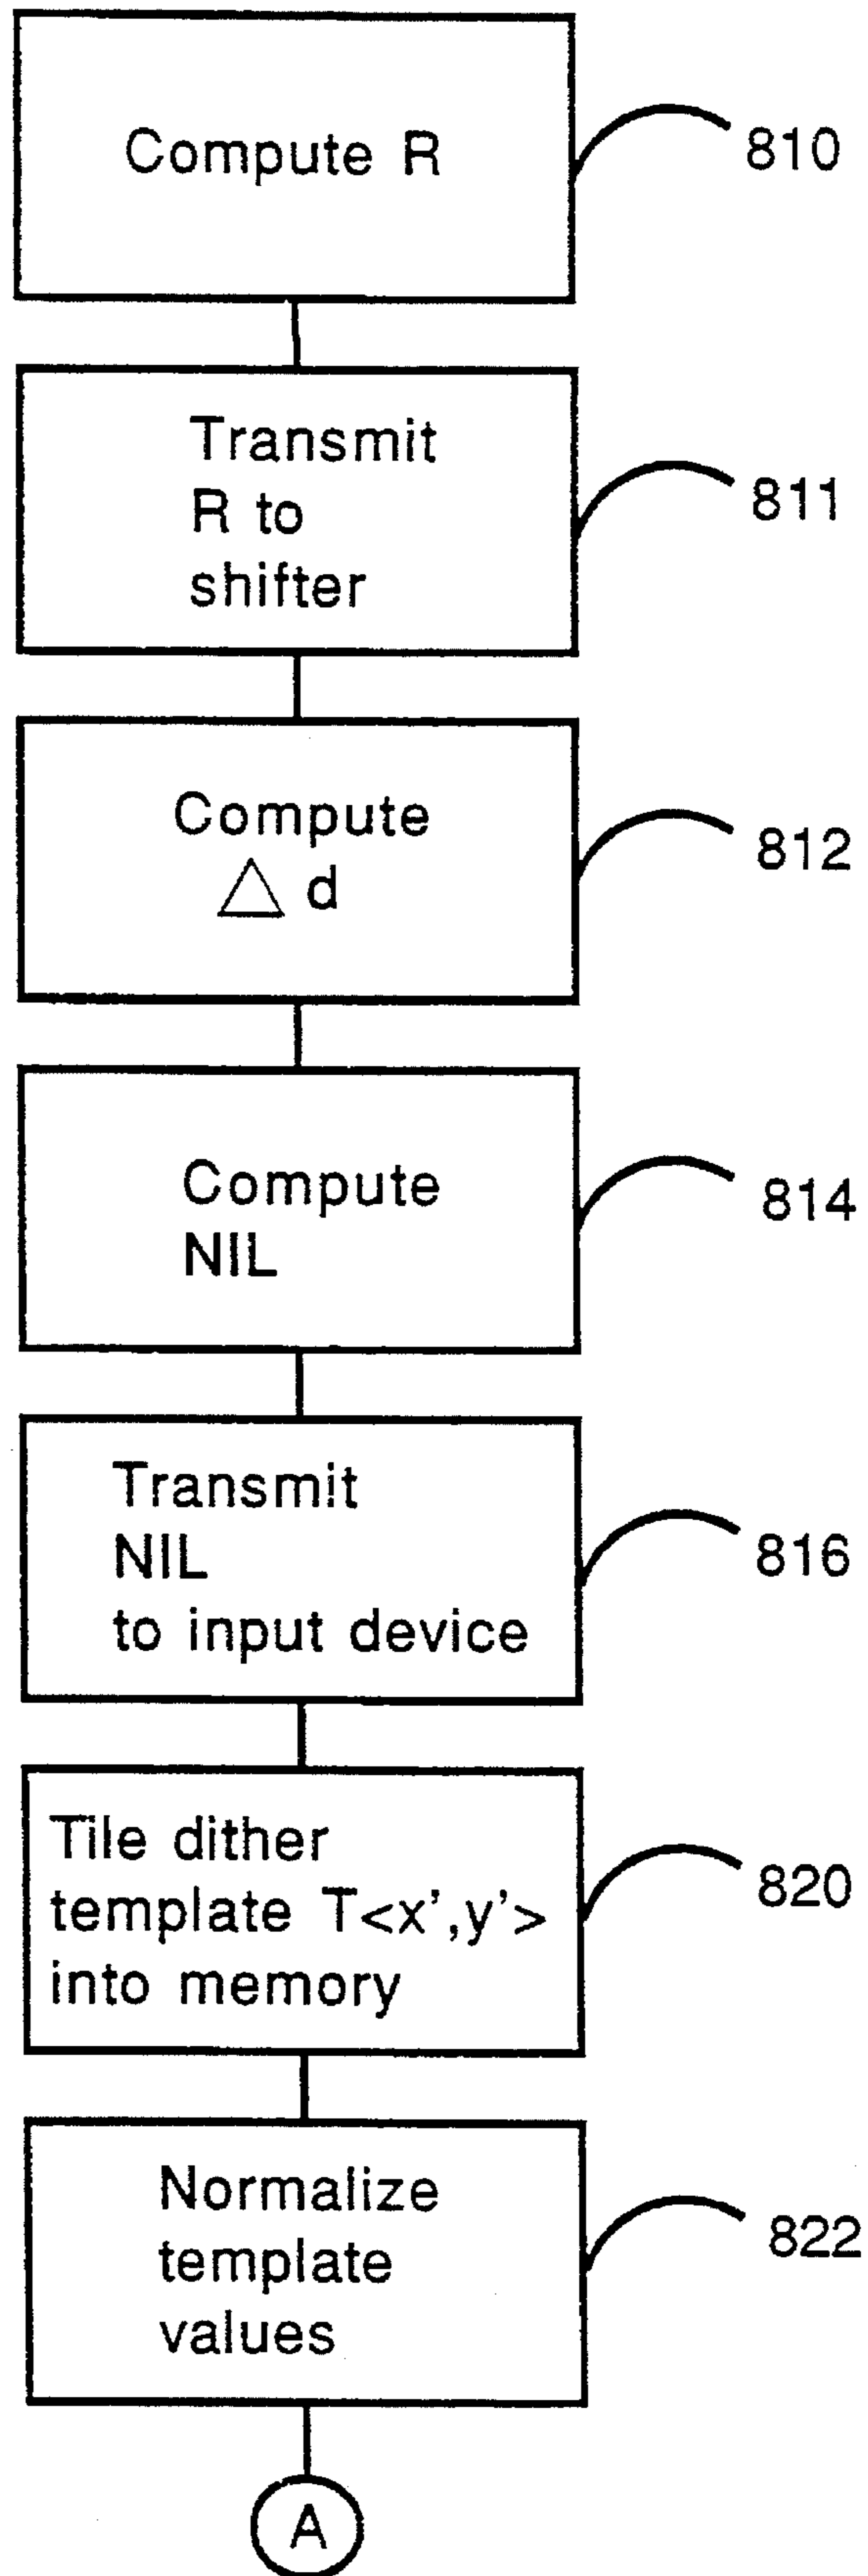 Compute R
810
Transmit
R to
shifter
811
Compute
△ d
812
Compute
NIL
814
Transmit
NIL
to input device
816
Tile dither
template T<x',y'>
into memory
820
Normalize
template
values
822
A